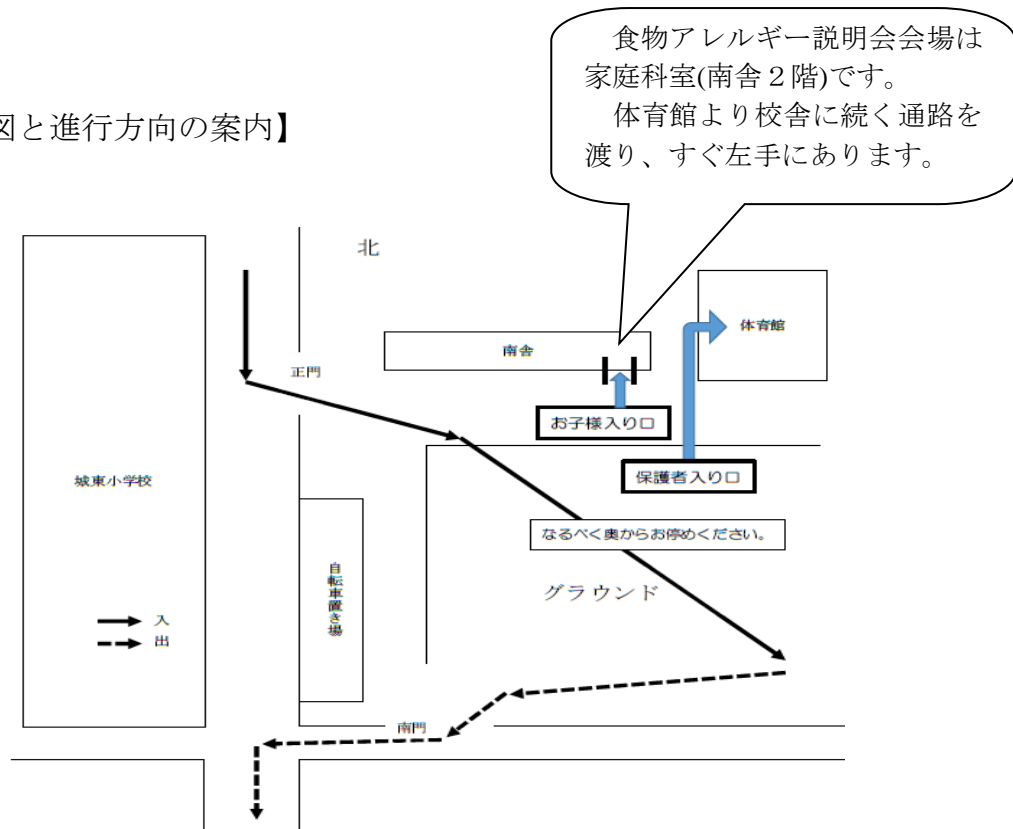 食物アレルギー説明会会場は
家庭科室(南舎２階)です。
体育館より校舎に続く通路を
渡り、すぐ左手にあります。
図と進行方向の案内】
北
体育館
南舎
正門
お子様入り口
保護者入り口
城東小学校
なるべく奥からお停めください。
自転車置き場
グラウンド
入
出
南門